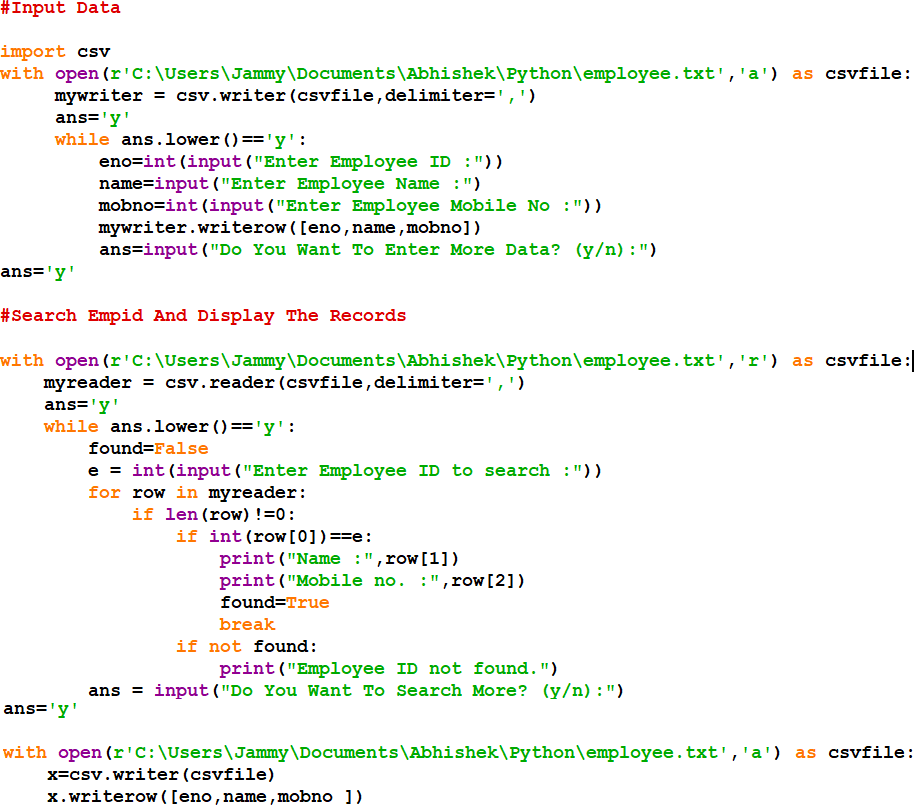 #Input Data
import csv
with open(r'C:\Users\Jammy\Documents\Abhishek\Python\employee.txt','a') as csvfile:
mywriter = csv.writer(csvfile,delimiter=',')
ans='y'
while ans.lower()=='y':
eno=int(input("Enter Employee ID :"))
name=input("Enter Employee Name :")
mobno=int(input("Enter Employee Mobile No :"))
mywriter.writerow([eno,name,mobno])
ans=input("Do You Want To Enter More Data? (y/n):")
ans='y'
#Search Empid And Display The Records
with open(r'C:\Users\Jammy\Documents\Abhishek\Python\employee.txt','r') as csvfile:
myreader = csv.reader(csvfile,delimiter=',')
ans='y'
while ans.lower()=='y':
found=False
e = int(input("Enter Employee ID to search :"))
for row in myreader:
if len(row)!=0:
if int(row[0])==e:
print("Name :",row[1])
print("Mobile no. :",row[2])
found=True
break
if not found:
print("Employee ID not found.")
ans = input("Do You Want To Search More? (y/n):")
ans='y'
with open(r'C:\Users\Jammy\Documents\Abhishek\Python\employee.txt','a') as csvfile:
x=csv.writer(csvfile)
x.writerow([eno,name,mobno ])